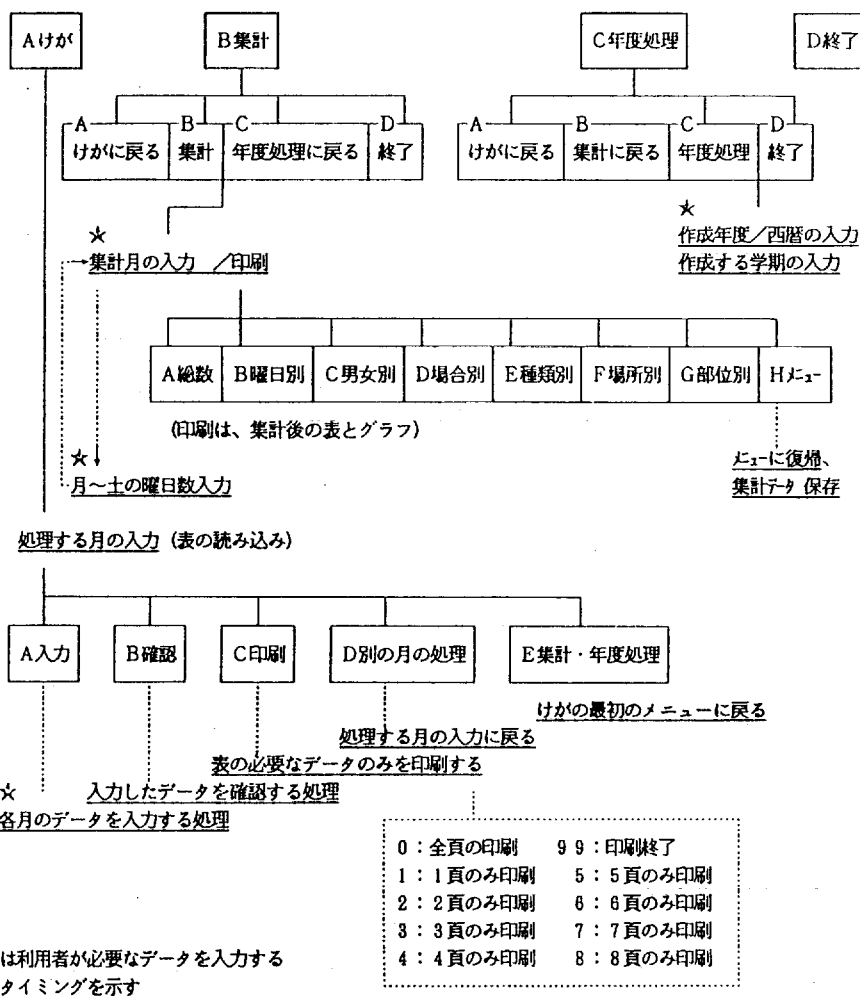 Aけが B集計 C年度処理 D終了
A B C D A B C D
けがに戻る 集計 年度処理に戻る 終了 けがに戻る 集計に戻る 年度処理 終了
☆
作成年度／西暦の入力
作成する学期の入力
☆
集計月の入力 ／印刷
A総数 B曜日別 C男女別 D場合別 E種類別 F場所別 G部位別 Hメニュー
(印刷は、集計後の表とグラフ)
メニューに復帰、
集計データ 保存
☆
月～土の曜日数入力
処理する月の入力 (表の読み込み)
A入力 B確認 C印刷 D別の月の処理 E集計・年度処理
けがの最初のメニューに戻る
処理する月の入力に戻る
表の必要なデータのみを印刷する
☆ 入力したデータを確認する処理
各月のデータを入力する処理
0：全頁の印刷 99：印刷終了
1：1頁のみ印刷 5：5頁のみ印刷
2：2頁のみ印刷 6：6頁のみ印刷
3：3頁のみ印刷 7：7頁のみ印刷
4：4頁のみ印刷 8：8頁のみ印刷
は利用者が必要なデータを入力する
タイミングを示す